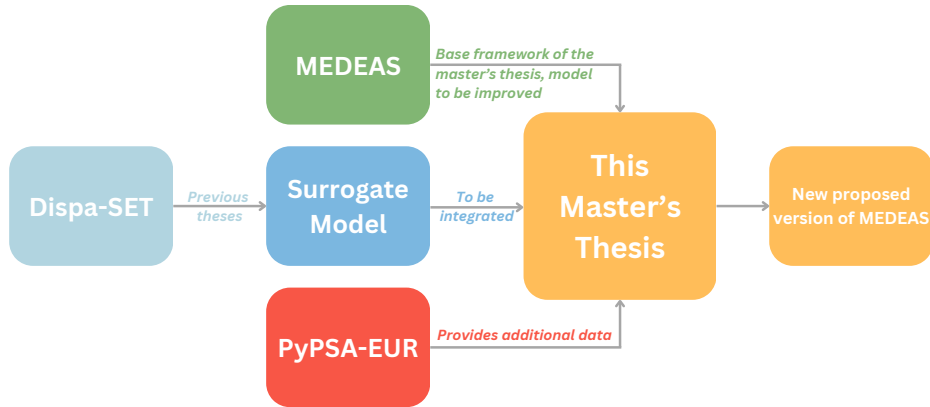 MEDEAS
Base framework of the
master's thesis, model
to be improved
Dispa-SET
Previous
theses
Surrogate
Model
To be
integrated
This
Master's
Thesis
New proposed
version of MEDEAS
PyPSA-EUR
Provides additional data